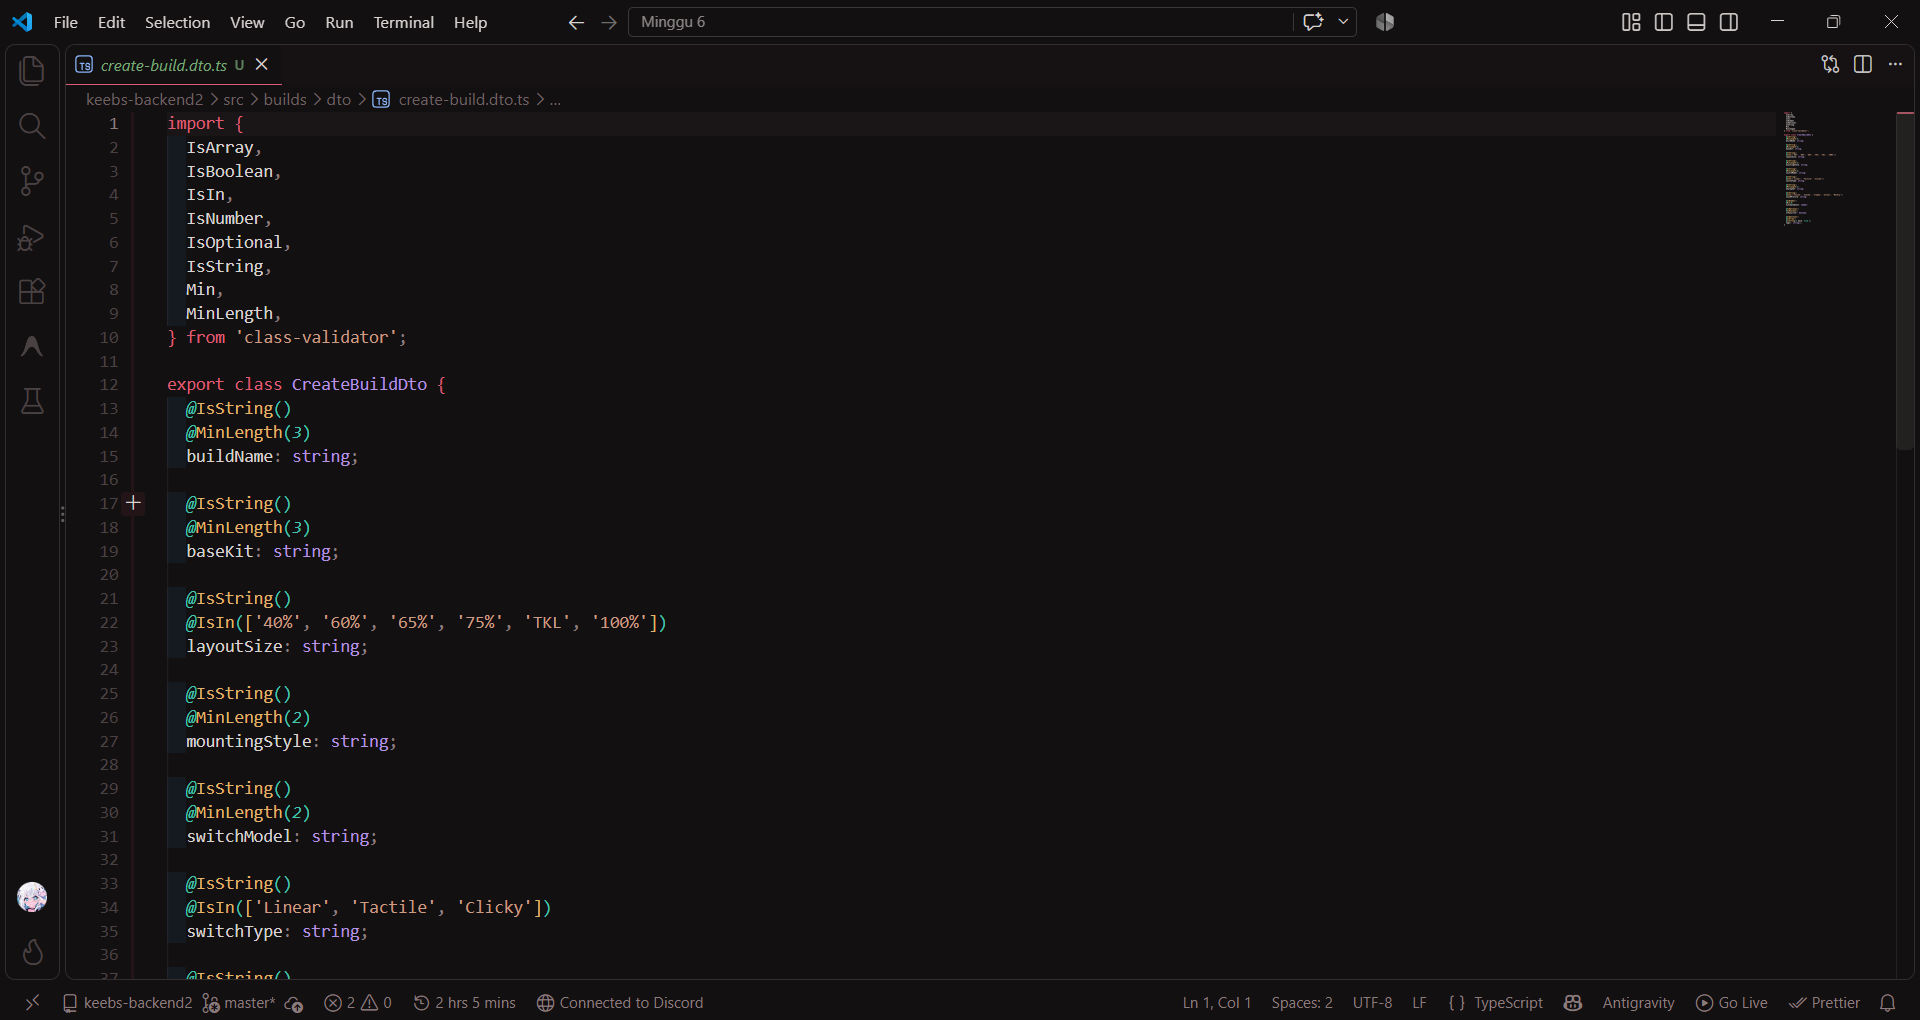 File Edit Selection View Go Run Terminal Help
Minggu 6
TS create-build.dto.ts U
keebs-backend2 > src > builds > dto > TS create-build.dto.ts > ...
1 import {
2 IsArray,
3 IsBoolean,
4 IsIn,
5 IsNumber,
6 IsOptional,
7 IsString,
8 Min,
9 MinLength,
10 } from 'class-validator';
11
12 export class CreateBuildDto {
13 @IsString()
14 @MinLength(3)
15 buildName: string;
16
17 @IsString()
18 @MinLength(3)
19 baseKit: string;
20
21 @IsString()
22 @IsIn(['40%', '60%', '65%', '75%', 'TKL', '100%'])
23 layoutSize: string;
24
25 @IsString()
26 @MinLength(2)
27 mountingStyle: string;
28
29 @IsString()
30 @MinLength(2)
31 switchModel: string;
32
33 @IsString()
34 @IsIn(['Linear', 'Tactile', 'Clicky'])
35 switchType: string;
36
37 @IsString()
keebs-backend2 master* 2 0 2 hrs 5 mins Connected to Discord Ln 1, Col 1 Spaces: 2 UTF-8 LF { } TypeScript Antigravity Go Live Prettier